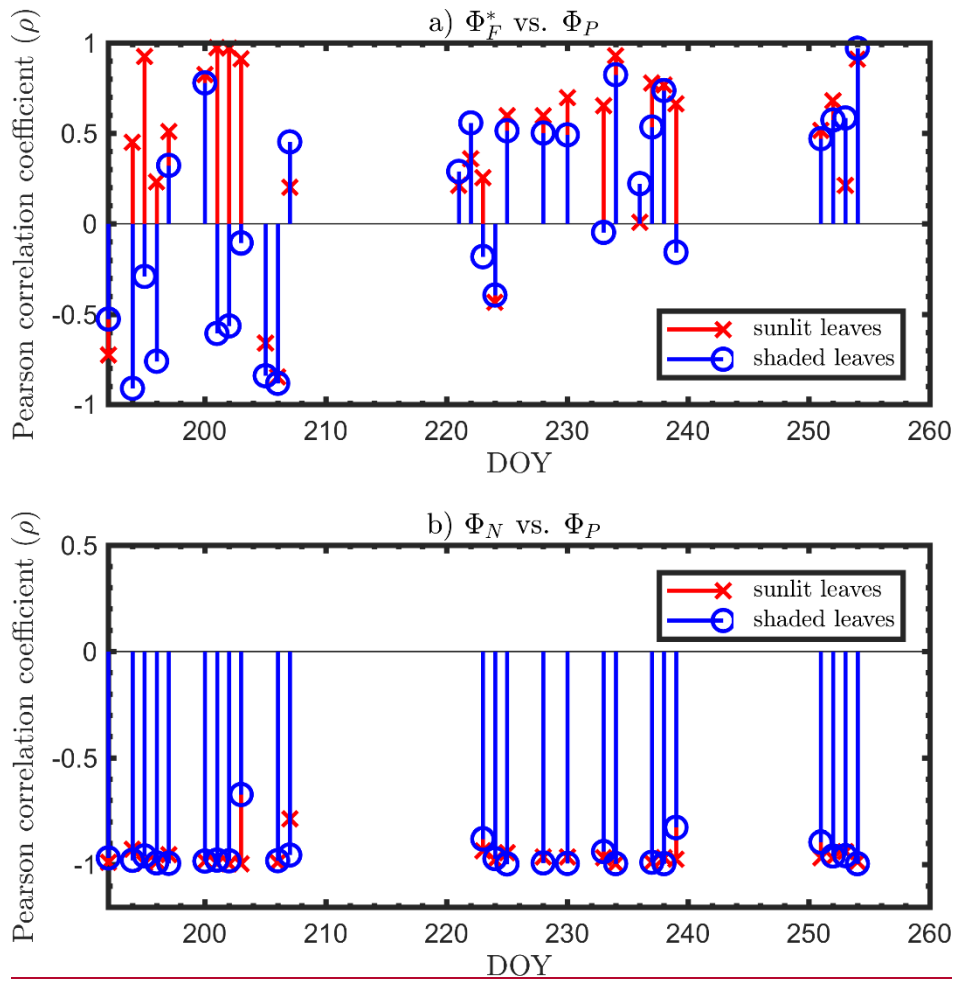 a) Φ*F vs. ΦP
Pearson correlation coefficient (ρ)
1
0.5
0
-0.5
-1
sunlit leaves
shaded leaves
200 210 220 230 240 250 260
DOY
b) ΦN vs. ΦP
Pearson correlation coefficient (ρ)
0.5
0
-0.5
-1
sunlit leaves
shaded leaves
200 210 220 230 240 250 260
DOY